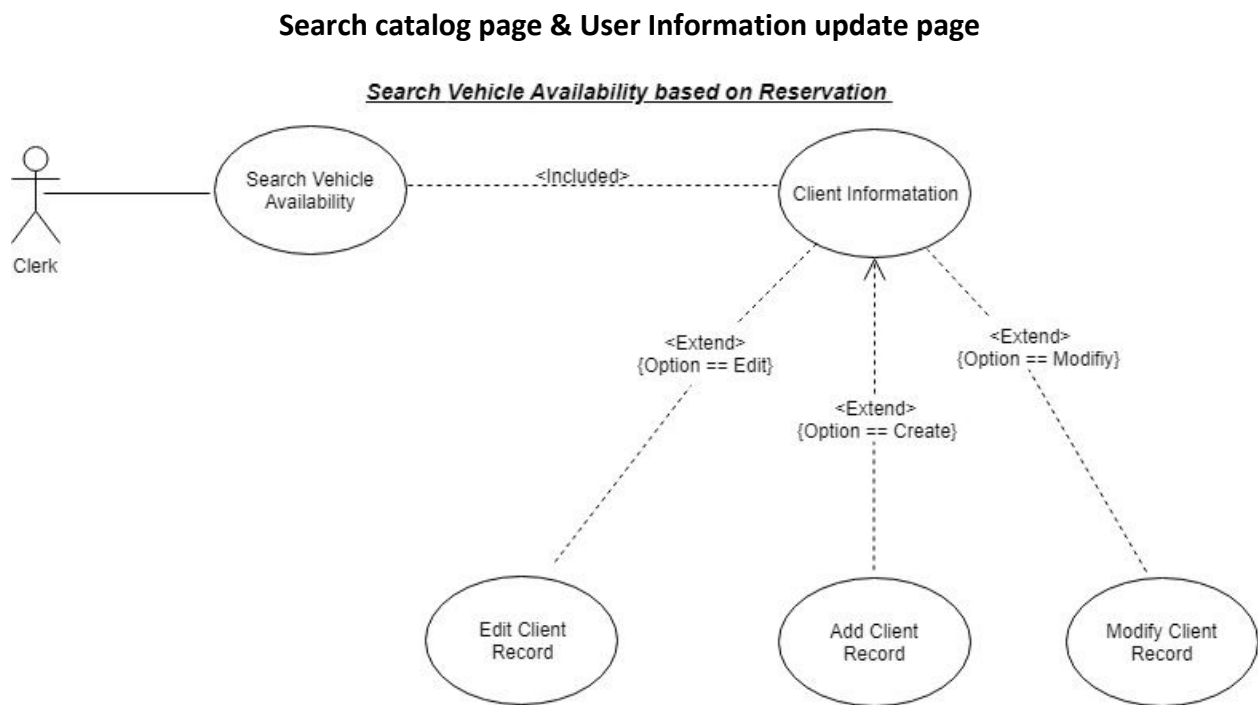 Search catalog page & User Information update page
Search Vehicle Availability based on Reservation
Search Vehicle
Availability
<Included>
Client Informatation
Clerk
<Extend>
{Option == Edit}
<Extend>
{Option == Modifiy}
<Extend>
{Option == Create}
Edit Client
Record
Add Client
Record
Modify Client
Record